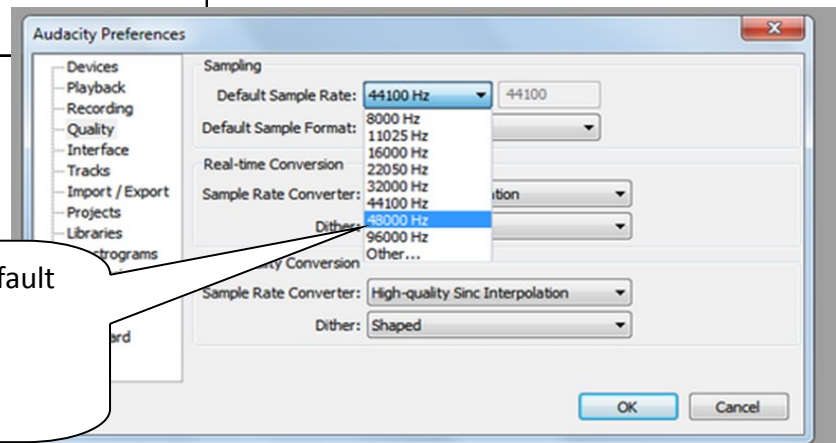 Audacity Preferences
Devices
Playback
Recording
Quality
Interface
Tracks
Import / Export
Projects
Libraries
Sampling
Default Sample Rate: 44100 Hz 44100
8000 Hz
11025 Hz
16000 Hz
22050 Hz
32000 Hz
44100 Hz
48000 Hz
96000 Hz
Other...
Default Sample Format:
Real-time Conversion
Sample Rate Converter:
Dither:
Conversion
Sample Rate Converter: High-quality Sinc Interpolation
Dither: Shaped
OK Cancel